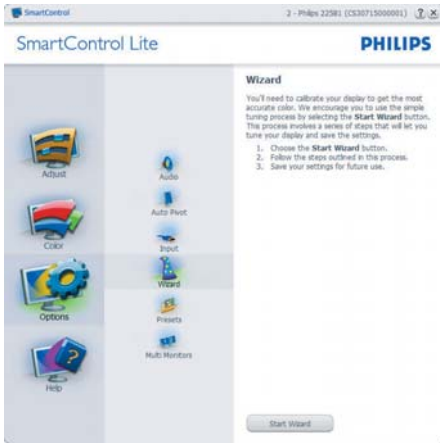 SmartControl
2 - Philips 225B1 (CS30715000001)
SmartControl Lite
PHILIPS
Adjust
Color
Options
Help
Audio
Auto Pivot
Input
Wizard
Presets
Multi Monitors
Wizard
You'll need to calibrate your display to get the most
accurate color. We encourage you to use the simple
tuning process by selecting the Start Wizard button.
This process involves a series of steps that will let you
tune your display and save the settings.
1. Choose the Start Wizard button.
2. Follow the steps outlined in this process.
3. Save your settings for future use.
Start Wizard